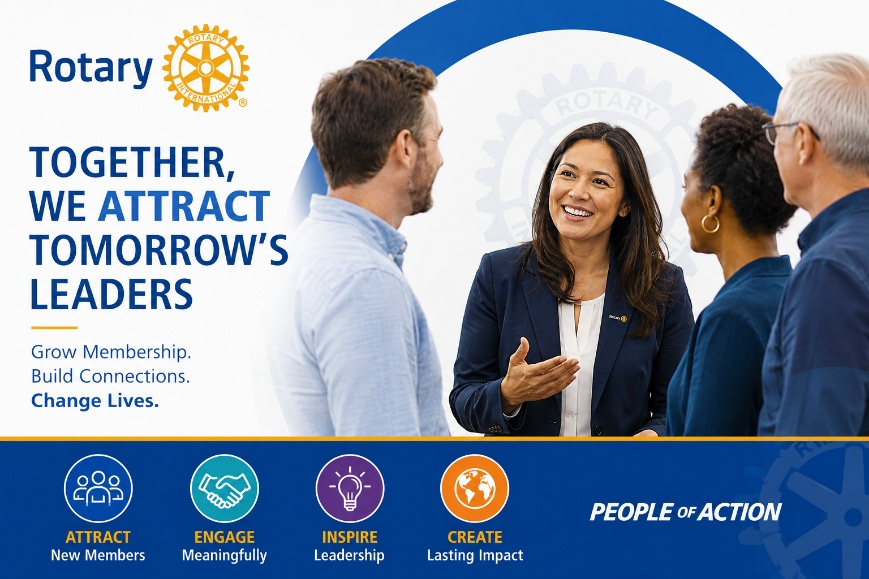 Rotary
ROTARY
INTERNATIONAL
®
TOGETHER,
WE ATTRACT
TOMORROW'S
LEADERS
Grow Membership.
Build Connections.
Change Lives.
ROTARY
Rotary
ATTRACT
New Members
ENGAGE
Meaningfully
INSPIRE
Leadership
CREATE
Lasting Impact
PEOPLE OF ACTION